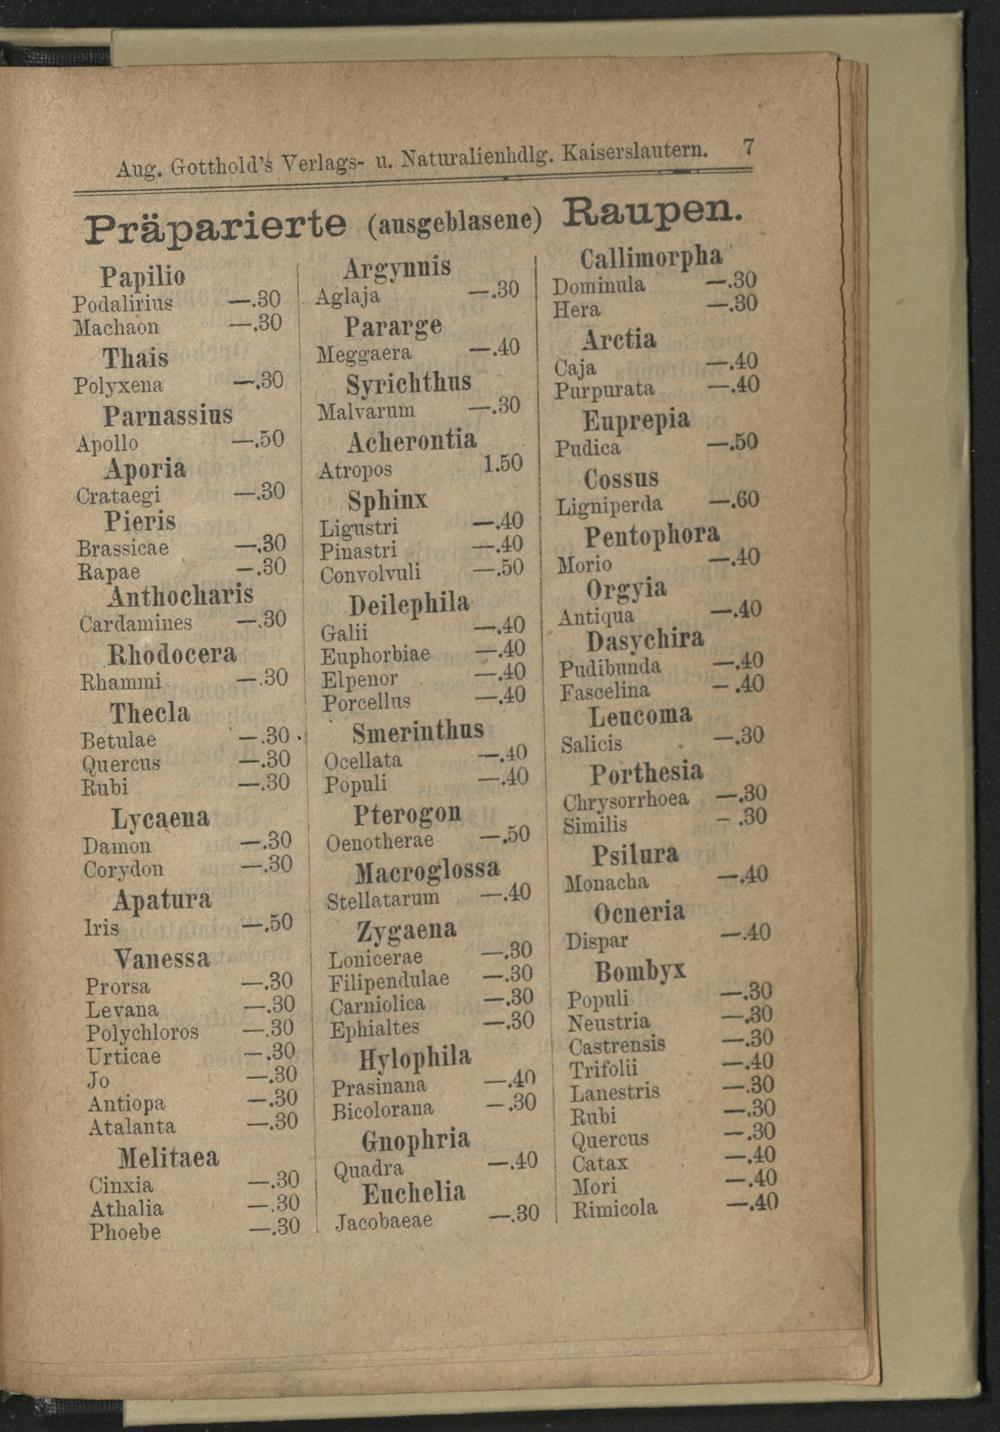 Aug. Gotthold's Verlags- u. Naturalienhdlg. Kaiserslautern. 7
Präparierte (ausgeblasene) Raupen.
Papilio
Podalirius —.30
Machaon —.30
Thais
Polyxena —.30
Parnassius
Apollo —.50
Aporia
Crataegi —.30
Pieris
Brassicae —.30
Rapae —.30
Anthocharis
Cardamines —.30
Rhodocera
Rhammi —.30
Thecla
Betulae —.30
Quercus —.30
Rubi —.30
Lycaena
Damon —.30
Corydon —.30
Apatura
Iris —.50
Vanessa
Prorsa —.30
Levana —.30
Polychloros —.30
Urticae —.30
Jo —.30
Antiopa —.30
Atalanta —.30
Melitaea
Cinxia —.30
Athalia —.30
Phoebe —.30
Argynnis
Aglaja —.30
Pararge
Meggaera —.40
Syrichthus
Malvarum —.30
Acherontia
Atropos 1.50
Sphinx
Ligustri —.40
Pinastri —.40
Convolvuli —.50
Deilephila
Galii —.40
Euphorbiae —.40
Elpenor —.40
Porcellus —.40
Smerinthus
Ocellata —.40
Populi —.40
Pterogon
Oenotherae —.50
Macroglossa
Stellatarum —.40
Zygaena
Lonicerae —.30
Filipendulae —.30
Carniolica —.30
Ephialtes —.30
Hylophila
Prasinana —.40
Bicolorana —.30
Gnophria
Quadra —.40
Euchelia
Jacobaeae —.30
Callimorpha
Dominula —.30
Hera —.30
Arctia
Caja —.40
Purpurata —.40
Euprepia
Pudica —.50
Cossus
Ligniperda —.60
Pentophora
Morio —.40
Orgyia
Antiqua —.40
Dasychira
Pudibunda —.40
Fascelina —.40
Leucoma
Salicis —.30
Porthesia
Chrysorrhoea —.30
Similis —.30
Psilura
Monacha —.40
Ocneria
Dispar —.40
Bombyx
Populi —.30
Neustria —.30
Castrensis —.30
Trifolii —.40
Lanestris —.30
Rubi —.30
Quercus —.30
Catax —.40
Mori —.40
Rimicola —.40